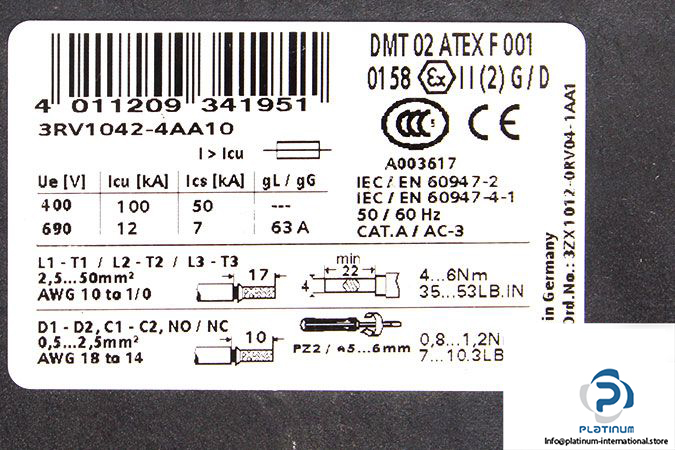 4 011209 341951
3RV1042-4AA10
DMT 02 ATEX F 001
0158 Ex II (2) G / D
I > Icu
CCC S CE
A003617
Ue [V] Icu [kA] Ics [kA] gL / gG
400 100 50 ---
690 12 7 63 A
IEC / EN 60947-2
IEC / EN 60947-4-1
50 / 60 Hz
CAT.A / AC-3
L1 - T1 / L2 - T2 / L3 - T3
2,5...50mm²
AWG 10 to 1/0
17
min
22
4
4...6Nm
35...53LB.IN
D1 - D2, C1 - C2, NO / NC
0,5...2,5mm²
AWG 18 to 14
10
PZ2 / ø5...6mm
0,8...1,2N
7...10.3LB
in Germany
Ord.No.: 3ZX1012-0RV04-1AA1
PLATINUM
Info@platinum-international.store